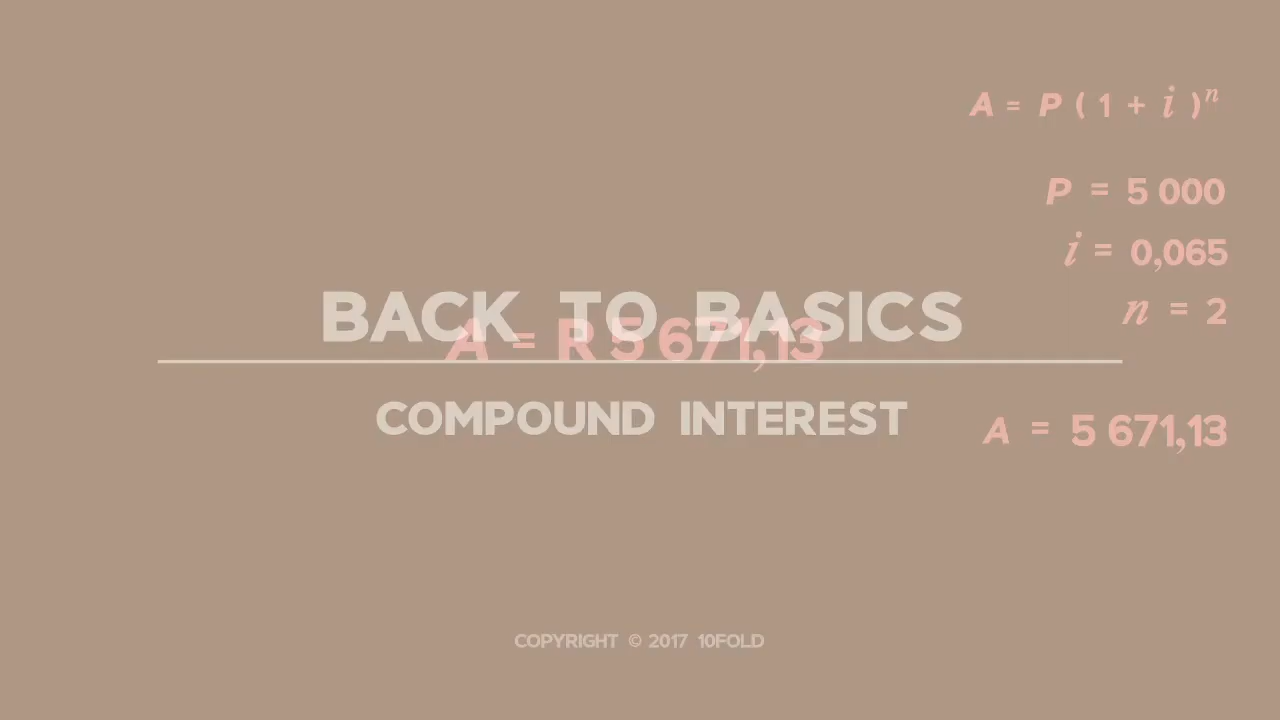 A = P ( 1 + i )ⁿ
P = 5 000
i = 0,065
n = 2
BACK TO BASICS
A = R 5 671,13
COMPOUND INTEREST
A = 5 671,13
COPYRIGHT © 2017 10FOLD